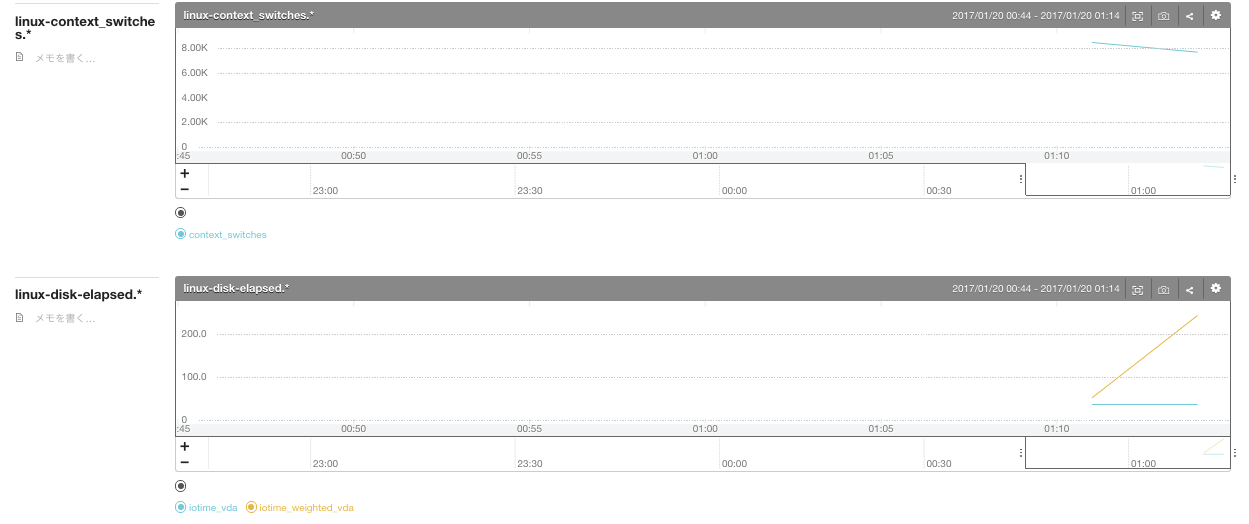 linux-context_switche
s.*
メモを書く...
linux-context_switches.*
2017/01/20 00:44 - 2017/01/20 01:14
8.00K
6.00K
4.00K
2.00K
0
:45
00:50
00:55
01:00
01:05
01:10
+
−
23:00
23:30
00:00
00:30
01:00
context_switches
linux-disk-elapsed.*
メモを書く...
linux-disk-elapsed.*
2017/01/20 00:44 - 2017/01/20 01:14
200.0
100.0
0
:45
00:50
00:55
01:00
01:05
01:10
+
−
23:00
23:30
00:00
00:30
01:00
iotime_vda
iotime_weighted_vda